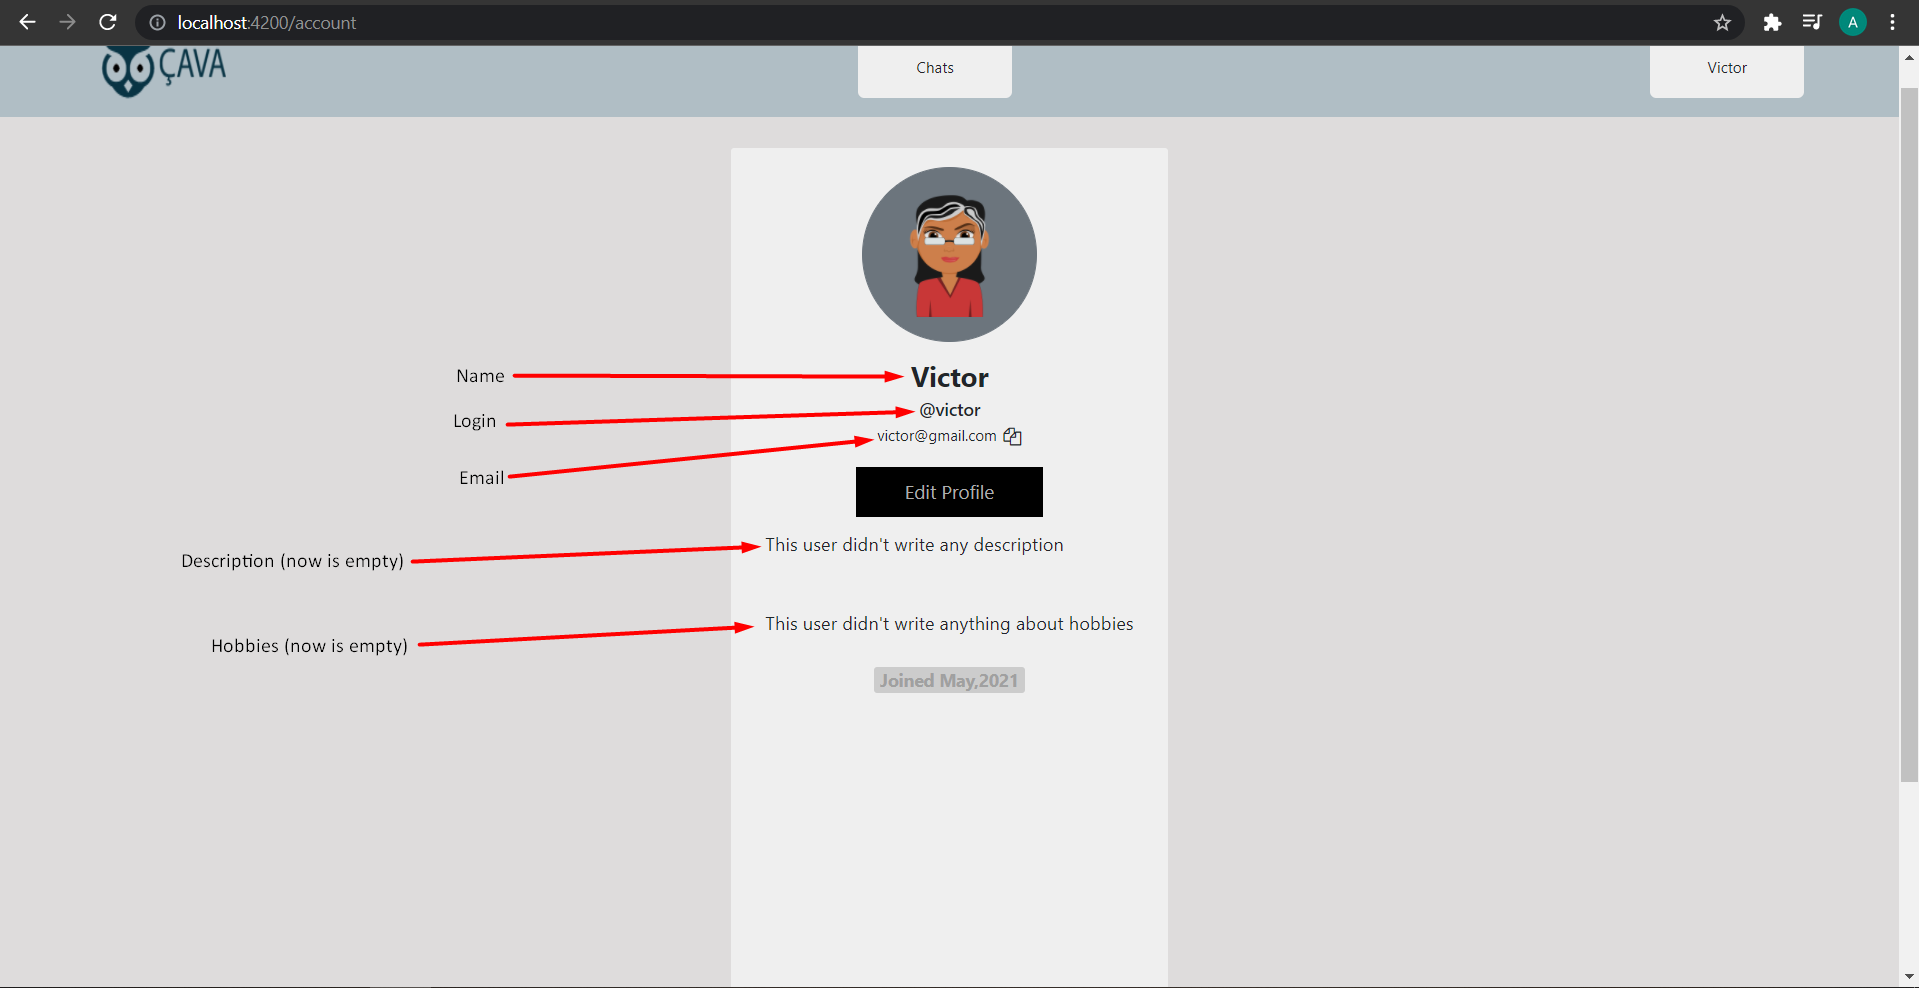 localhost:4200/account
A
ÇAVA
Chats
Victor
Name
Victor
Login
@victor
Email
victor@gmail.com
Edit Profile
Description (now is empty)
This user didn't write any description
Hobbies (now is empty)
This user didn't write anything about hobbies
Joined May,2021